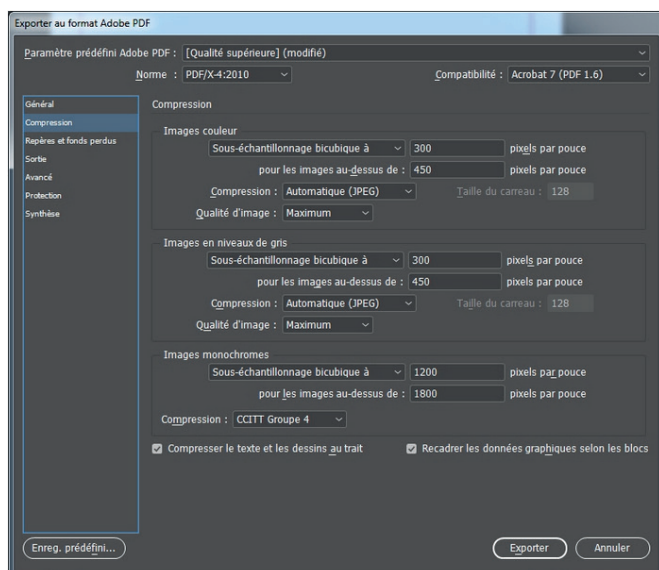 Exporter au format Adobe PDF
Paramètre prédéfini Adobe PDF : [Qualité supérieure] (modifié)
Norme : PDF/X-4:2010 Compatibilité : Acrobat 7 (PDF 1.6)
Général
Compression
Repères et fonds perdus
Sortie
Avancé
Protection
Synthèse
Compression
Images couleur
Sous-échantillonnage bicubique à 300 pixels par pouce
pour les images au-dessus de : 450 pixels par pouce
Compression : Automatique (JPEG) Taille du carreau : 128
Qualité d'image : Maximum
Images en niveaux de gris
Sous-échantillonnage bicubique à 300 pixels par pouce
pour les images au-dessus de : 450 pixels par pouce
Compression : Automatique (JPEG) Taille du carreau : 128
Qualité d'image : Maximum
Images monochromes
Sous-échantillonnage bicubique à 1200 pixels par pouce
pour les images au-dessus de : 1800 pixels par pouce
Compression : CCITT Groupe 4
Compresser le texte et les dessins au trait Recadrer les données graphiques selon les blocs
Enreg. prédéfini... Exporter Annuler